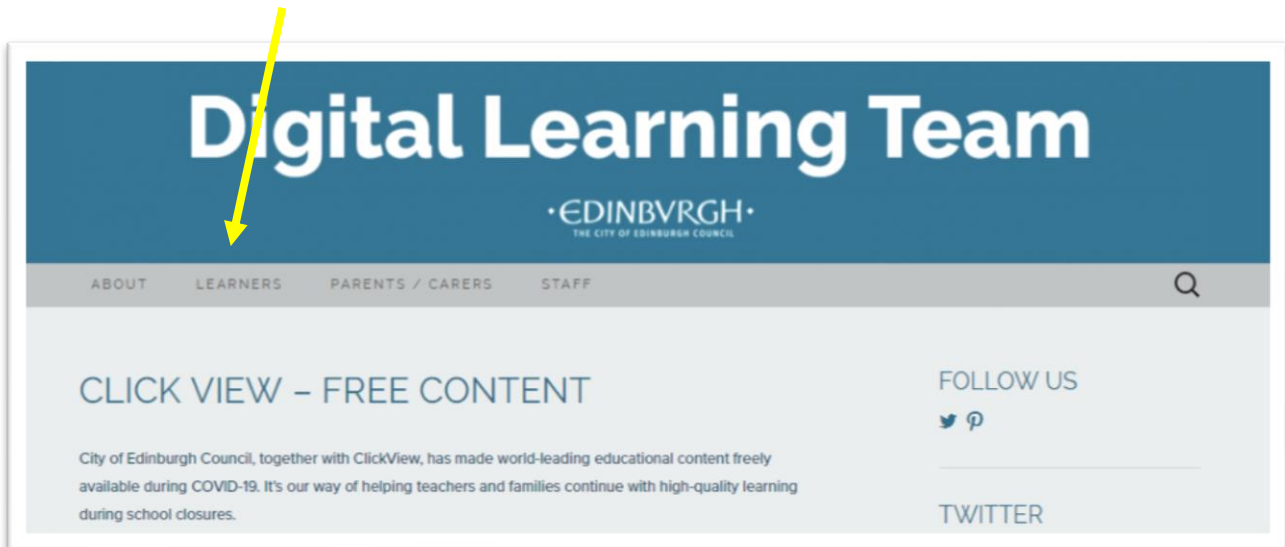 Digital Learning Team
·EDINBVRGH·
THE CITY OF EDINBURGH COUNCIL
ABOUT LEARNERS PARENTS / CARERS STAFF
CLICK VIEW – FREE CONTENT
City of Edinburgh Council, together with ClickView, has made world-leading educational content freely
available during COVID-19. It's our way of helping teachers and families continue with high-quality learning
during school closures.
FOLLOW US
TWITTER